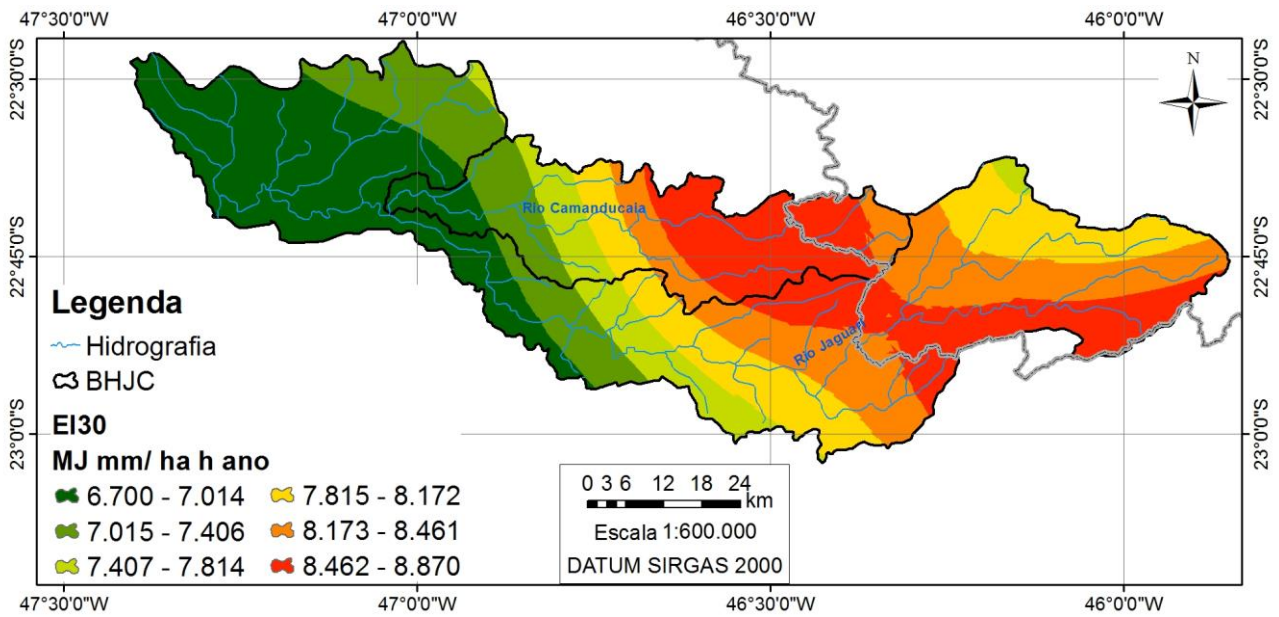 47°30'0"W 47°0'0"W 46°30'0"W 46°0'0"W
22°30'0"S 22°30'0"S
N
Rio Camanducaia
22°45'0"S 22°45'0"S
Rio Jaguari
23°0'0"S 23°0'0"S
Legenda
Hidrografia
BHJC
EI30
MJ mm/ ha h ano
6.700 - 7.014 7.815 - 8.172
7.015 - 7.406 8.173 - 8.461
7.407 - 7.814 8.462 - 8.870
0 3 6 12 18 24
km
Escala 1:600.000
DATUM SIRGAS 2000
47°30'0"W 47°0'0"W 46°30'0"W 46°0'0"W